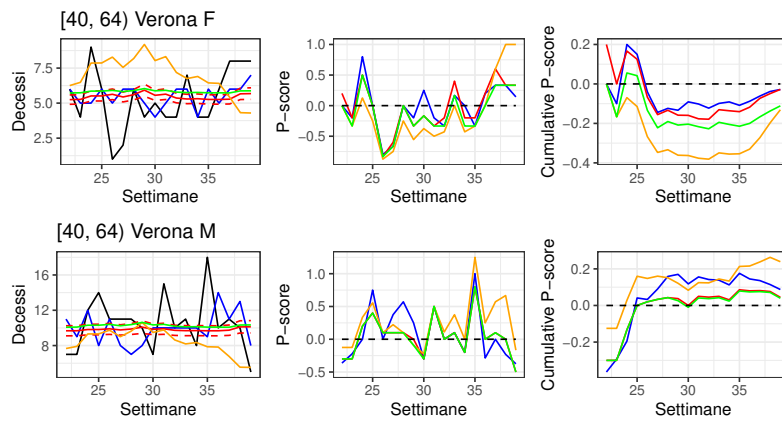 [40, 64) Verona F
Decessi
7.5
5.0
2.5
25 30 35
Settimane
P-score
1.0
0.5
0.0
−0.5
25 30 35
Settimane
Cumulative P-score
0.2
0.0
−0.2
−0.4
25 30 35
Settimane
[40, 64) Verona M
Decessi
16
12
8
25 30 35
Settimane
P-score
1.0
0.5
0.0
−0.5
25 30 35
Settimane
Cumulative P-score
0.2
0.0
−0.2
25 30 35
Settimane